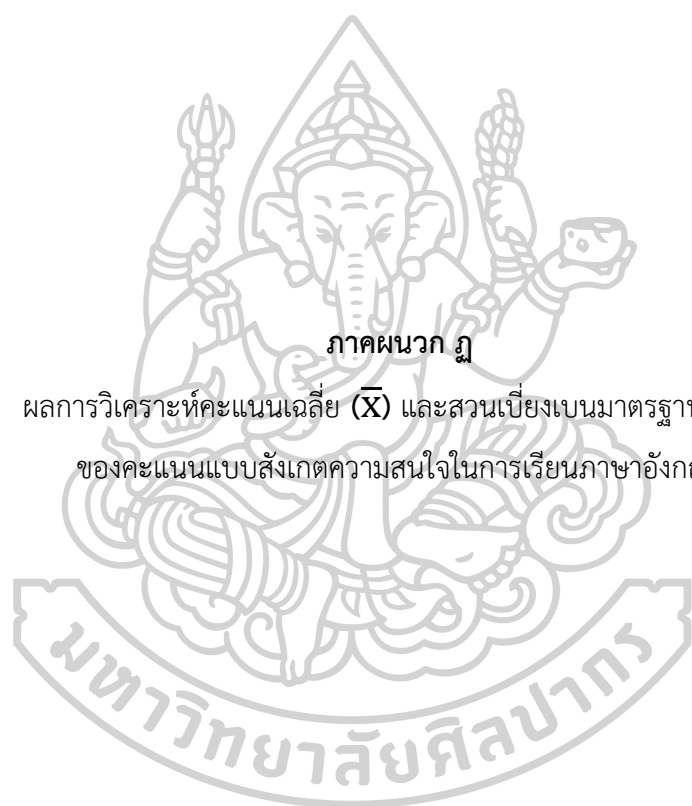 ภาคผนวก ฏ
ผลการวิเคราะห์คะแนนเฉลี่ย (X̅) และสวนเบี่ยงเบนมาตรฐา
ของคะแนนแบบสังเกตความสนใจในการเรียนภาษาอังก
มหาวิทยาลัยศิลปากร